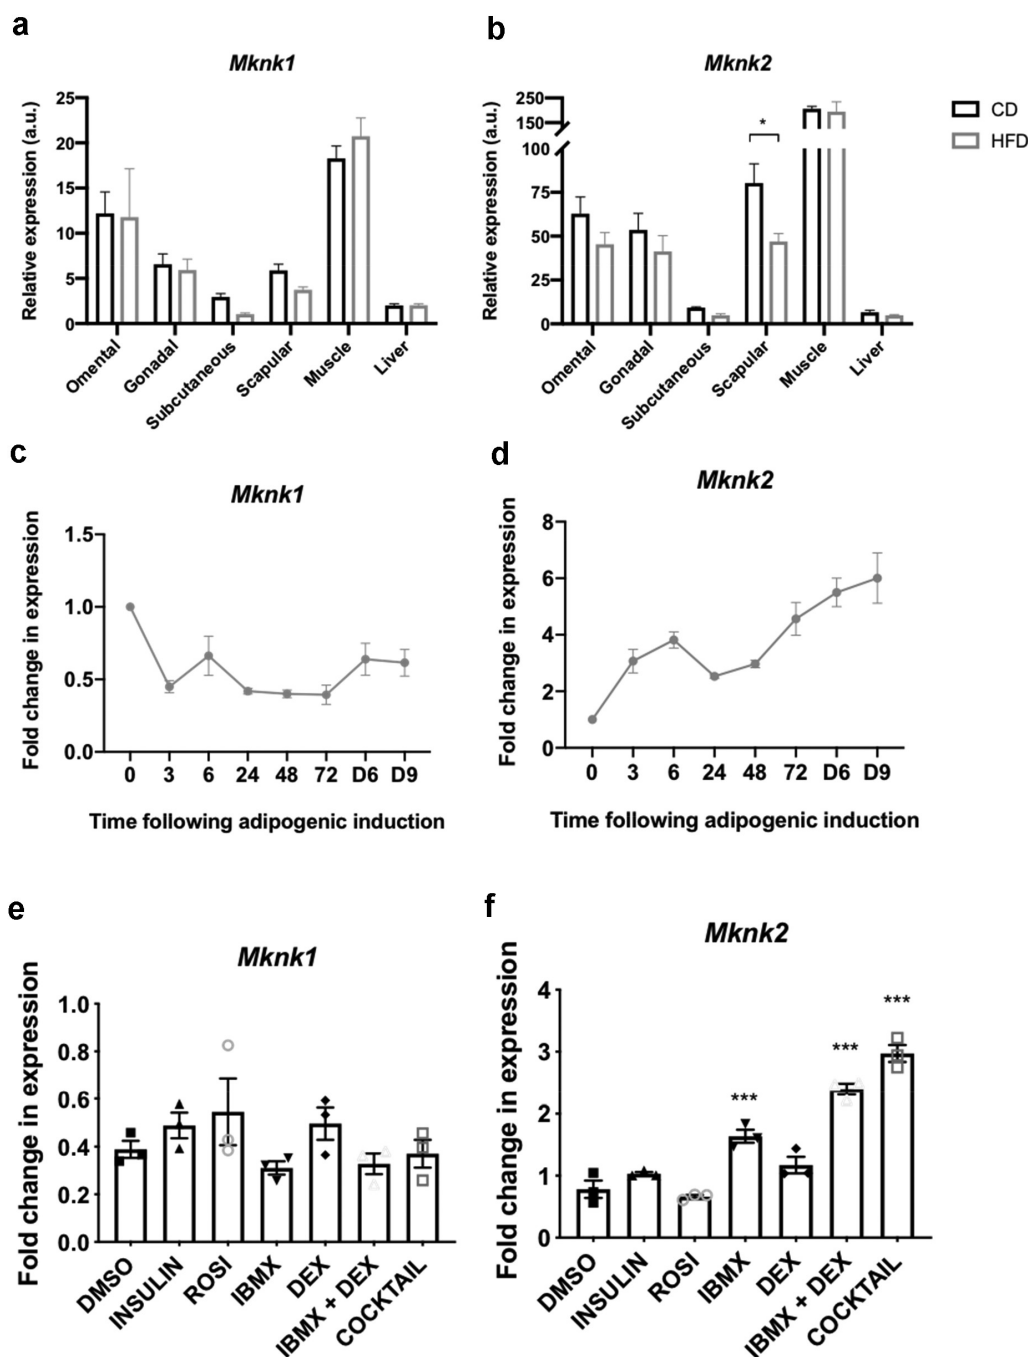 a
Mknk1
Relative expression (a.u.)
25
20
15
10
5
0
Omental
Gonadal
Subcutaneous
Scapular
Muscle
Liver
b
Mknk2
Relative expression (a.u.)
250
150
100
75
50
25
0
*
Omental
Gonadal
Subcutaneous
Scapular
Muscle
Liver
CD
HFD
c
Mknk1
Fold change in expression
1.5
1.0
0.5
0.0
0 3 6 24 48 72 D6 D9
Time following adipogenic induction
d
Mknk2
Fold change in expression
8
6
4
2
0
0 3 6 24 48 72 D6 D9
Time following adipogenic induction
e
Mknk1
Fold change in expression
1.0
0.8
0.6
0.4
0.2
0.0
DMSO
INSULIN
ROSI
IBMX
DEX
IBMX + DEX
COCKTAIL
f
Mknk2
Fold change in expression
4
3
2
1
0
***
***
***
DMSO
INSULIN
ROSI
IBMX
DEX
IBMX + DEX
COCKTAIL